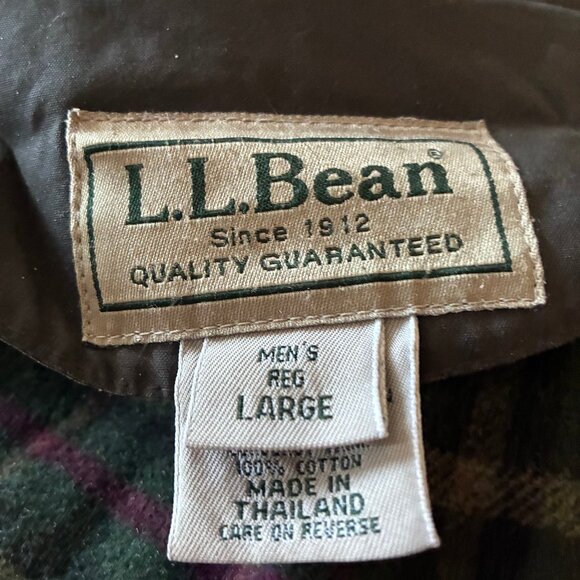 L.L.Bean®
Since 1912
QUALITY GUARANTEED
MEN'S
REG
LARGE
100% COTTON
MADE IN
THAILAND
CARE ON REVERSE